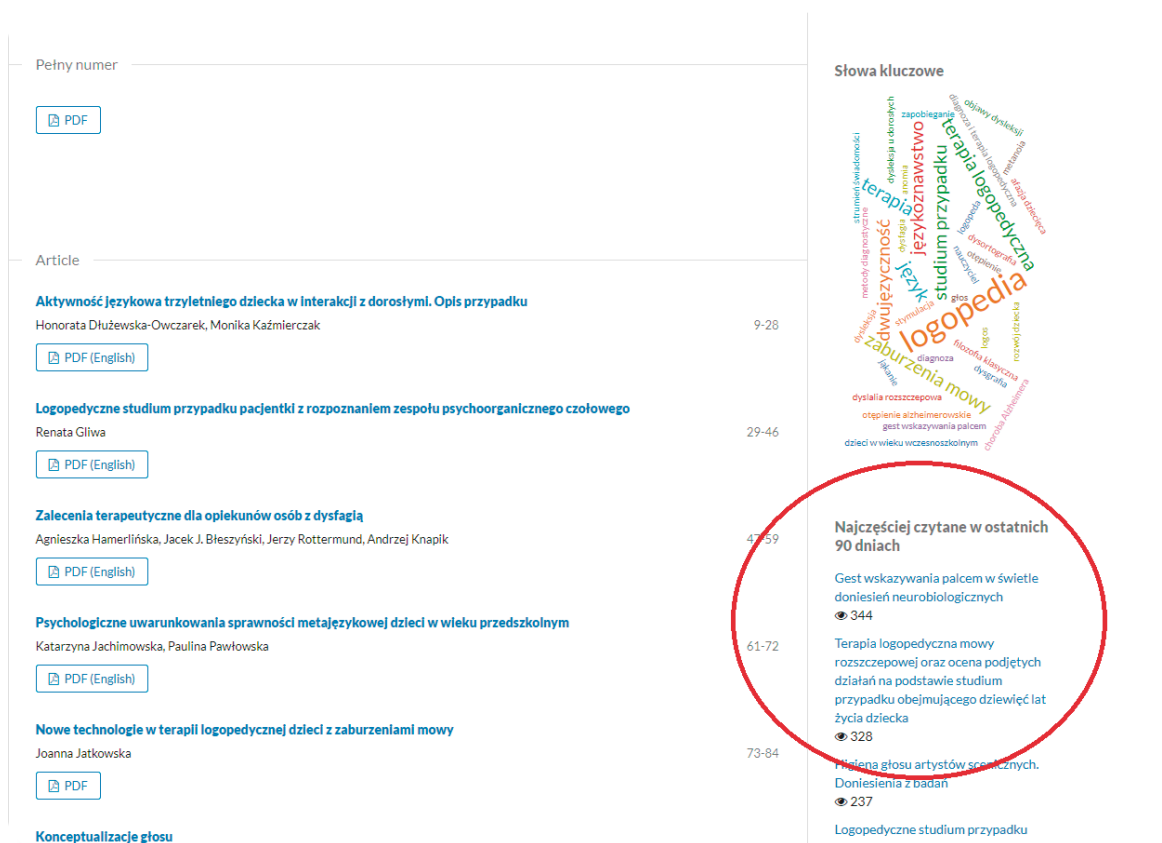 Pełny numer
PDF
Article
Aktywność językowa trzyletniego dziecka w interakcji z dorosłymi. Opis przypadku
Honorata Dłużewska-Owczarek, Monika Kaźmierczak
9-28
PDF (English)
Logopedyczne studium przypadku pacjentki z rozpoznaniem zespołu psychoorganicznego czołowego
Renata Gliwa
29-46
PDF (English)
Zalecenia terapeutyczne dla opiekunów osób z dysfagią
Agnieszka Hamerlińska, Jacek J. Błeszyński, Jerzy Rottermund, Andrzej Knapik
47-59
PDF (English)
Psychologiczne uwarunkowania sprawności metajęzykowej dzieci w wieku przedszkolnym
Katarzyna Jachimowska, Paulina Pawłowska
61-72
PDF (English)
Nowe technologie w terapii logopedycznej dzieci z zaburzeniami mowy
Joanna Jatkowska
73-84
PDF
Konceptualizacje głosu
Słowa kluczowe
zapobieganie
objawy dysleksji
diagnoza i terapia logopedyczna
dysleksja u dorosłych
strumień świadomości
językoznawstwo
terapia logopedyczna
metanoia
afazja dziecięca
anomia
terapia
studium przypadku
logopeda
metody diagnostyczne
dwujęzyczność
dysfagia
język
dysortografia
otępienie
nauczyciel
głos
logopedia
stymulacja
dysleksja
logos
rozwój dziecka
zaburzenia mowy
diagnoza
filozofia klasyczna
dysgrafia
jąkanie
dyslalia rozszczepowa
otępienie alzheimerowskie
gest wskazywania palcem
choroba Alzheimera
dzieci w wieku wczesnoszkolnym
Najczęściej czytane w ostatnich
90 dniach
Gest wskazywania palcem w świetle
doniesień neurobiologicznych
344
Terapia logopedyczna mowy
rozszczepowej oraz ocena podjętych
działań na podstawie studium
przypadku obejmującego dziewięć lat
życia dziecka
328
Higiena głosu artystów scenicznych.
Doniesienia z badań
237
Logopedyczne studium przypadku